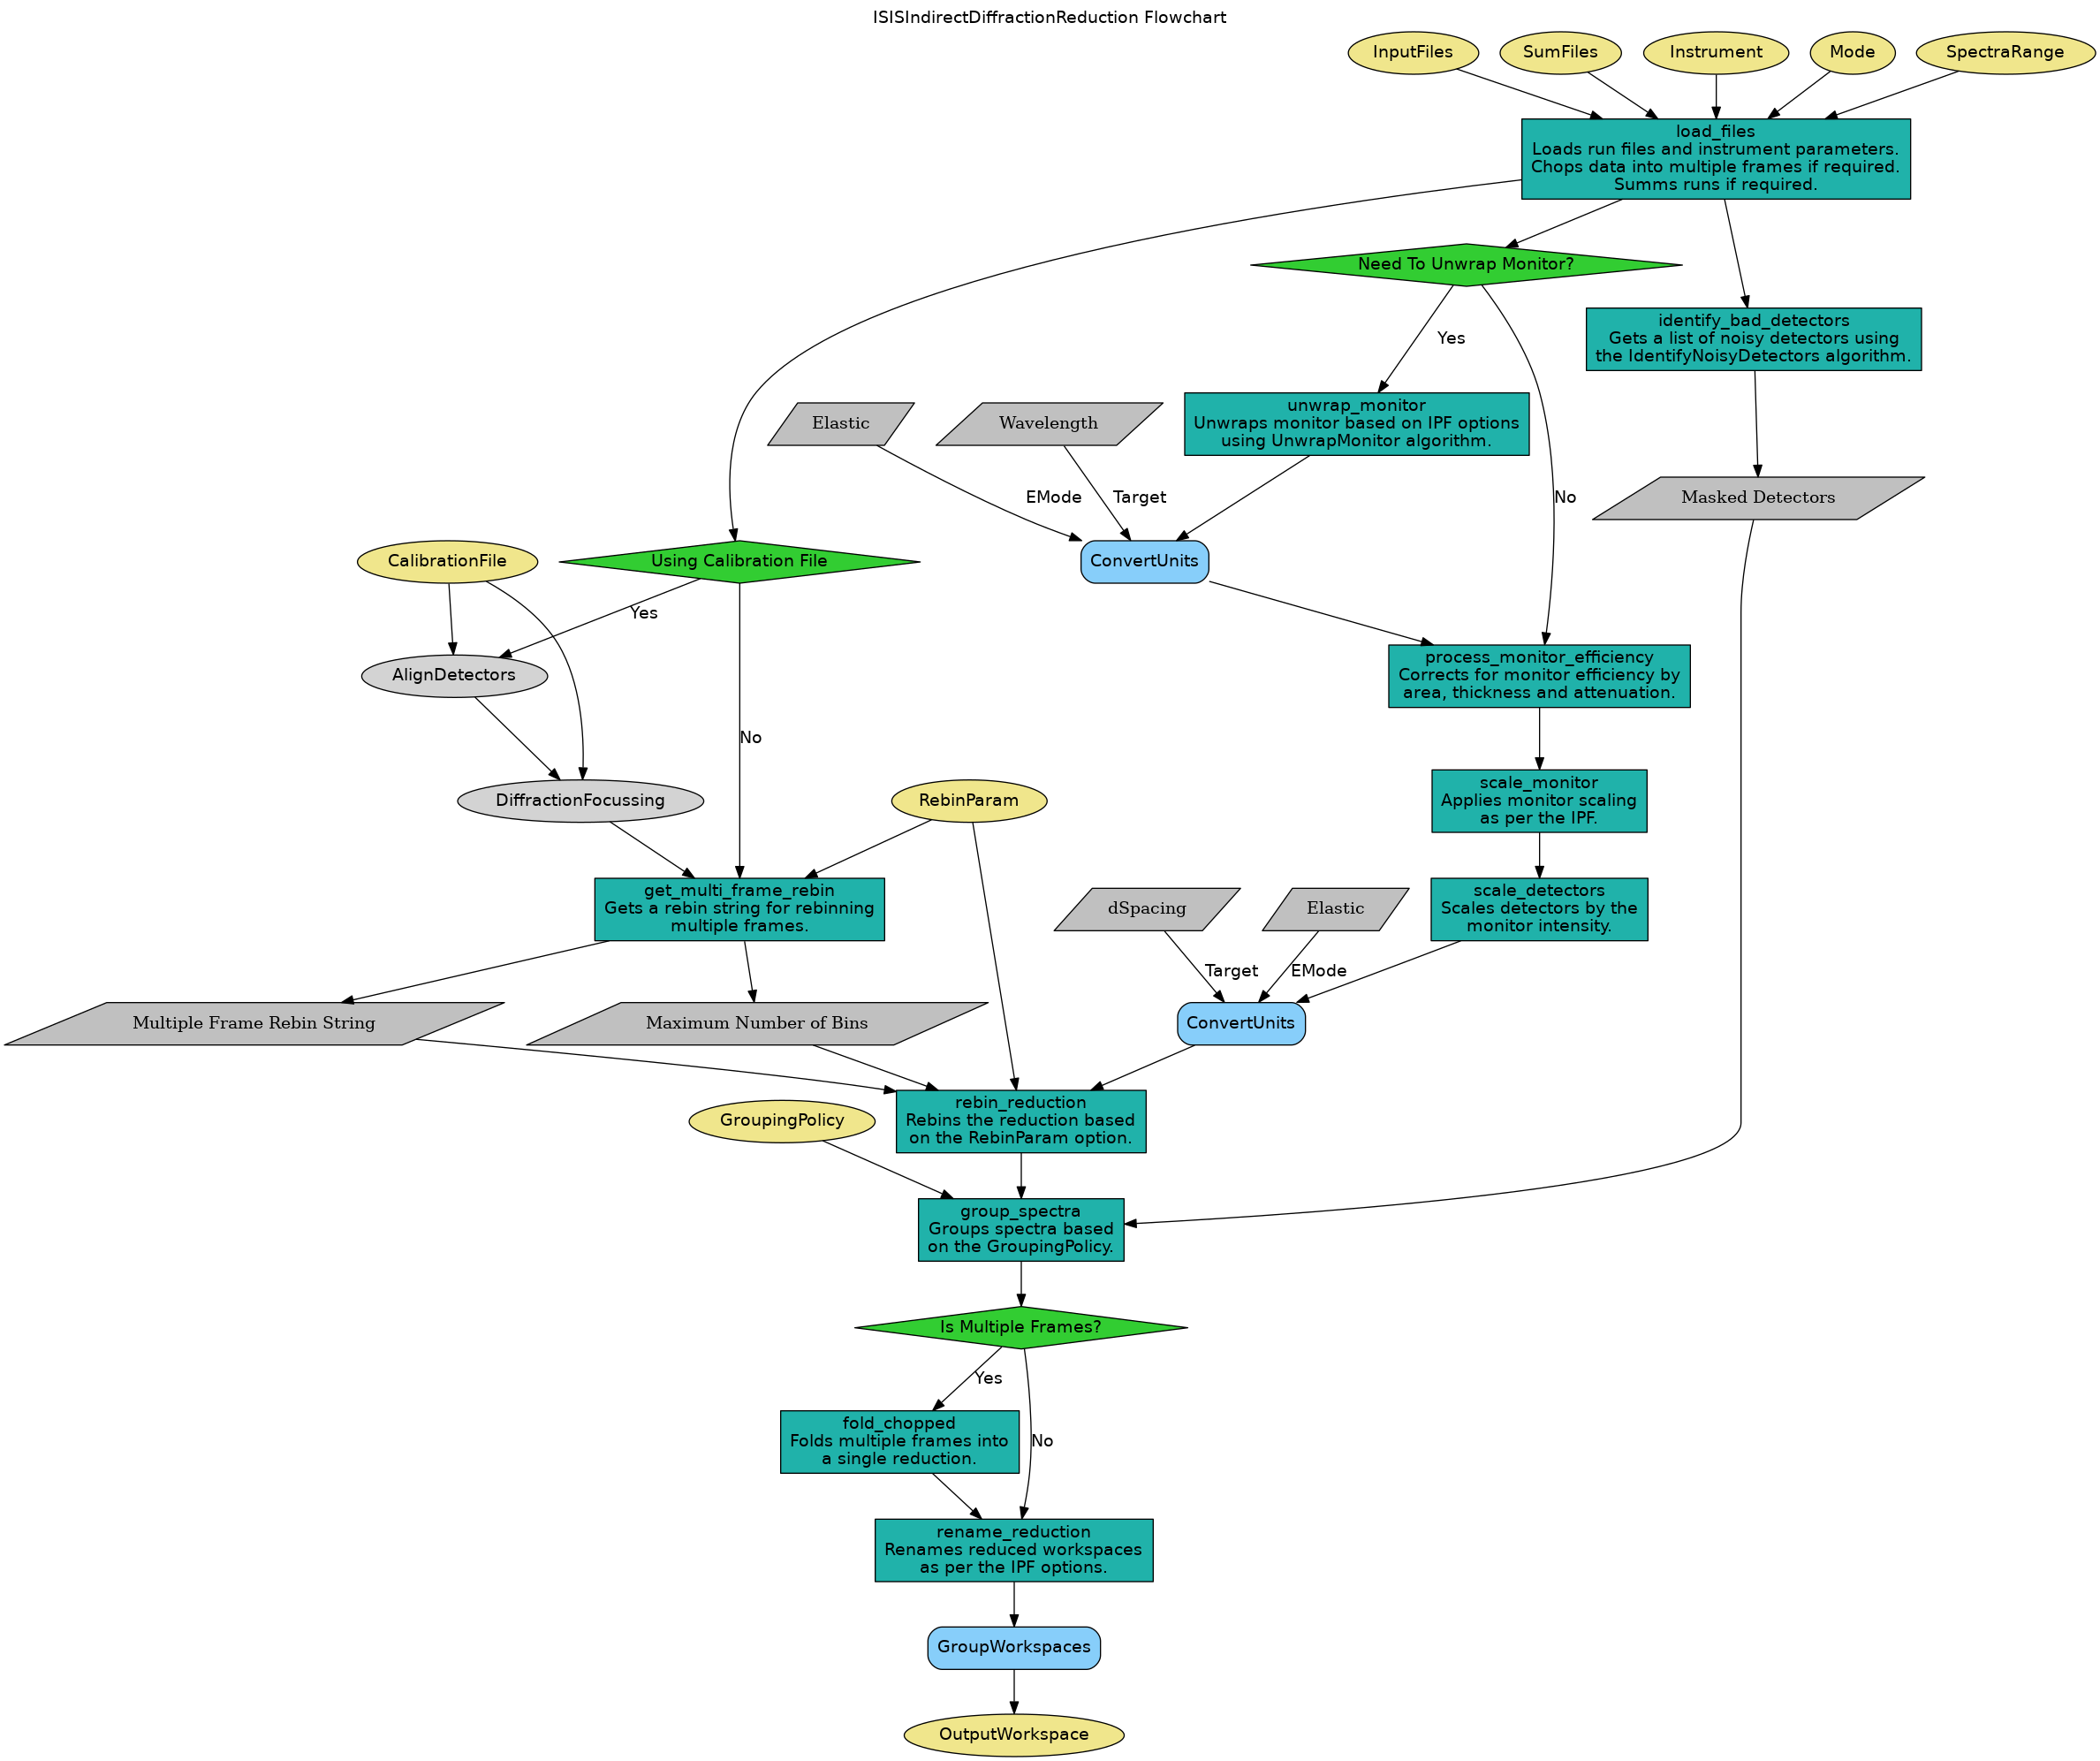 ISISIndirectDiffractionReduction Flowchart
InputFiles
SumFiles
Instrument
Mode
SpectraRange
load_files
Loads run files and instrument parameters.
Chops data into multiple frames if required.
Summs runs if required.
Need To Unwrap Monitor?
identify_bad_detectors
Gets a list of noisy detectors using
the IdentifyNoisyDetectors algorithm.
Yes
Elastic
Wavelength
unwrap_monitor
Unwraps monitor based on IPF options
using UnwrapMonitor algorithm.
EMode
Target
No
Masked Detectors
CalibrationFile
Using Calibration File
ConvertUnits
Yes
AlignDetectors
process_monitor_efficiency
Corrects for monitor efficiency by
area, thickness and attenuation.
No
DiffractionFocussing
RebinParam
scale_monitor
Applies monitor scaling
as per the IPF.
get_multi_frame_rebin
Gets a rebin string for rebinning
multiple frames.
dSpacing
Elastic
scale_detectors
Scales detectors by the
monitor intensity.
Target
EMode
Multiple Frame Rebin String
Maximum Number of Bins
ConvertUnits
GroupingPolicy
rebin_reduction
Rebins the reduction based
on the RebinParam option.
group_spectra
Groups spectra based
on the GroupingPolicy.
Is Multiple Frames?
Yes
No
fold_chopped
Folds multiple frames into
a single reduction.
rename_reduction
Renames reduced workspaces
as per the IPF options.
GroupWorkspaces
OutputWorkspace